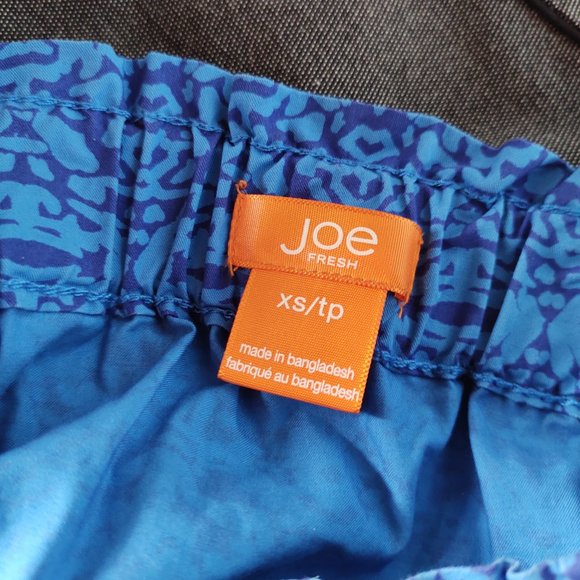 Joe
FRESH
xs/tp
made in bangladesh
fabriqué au bangladesh